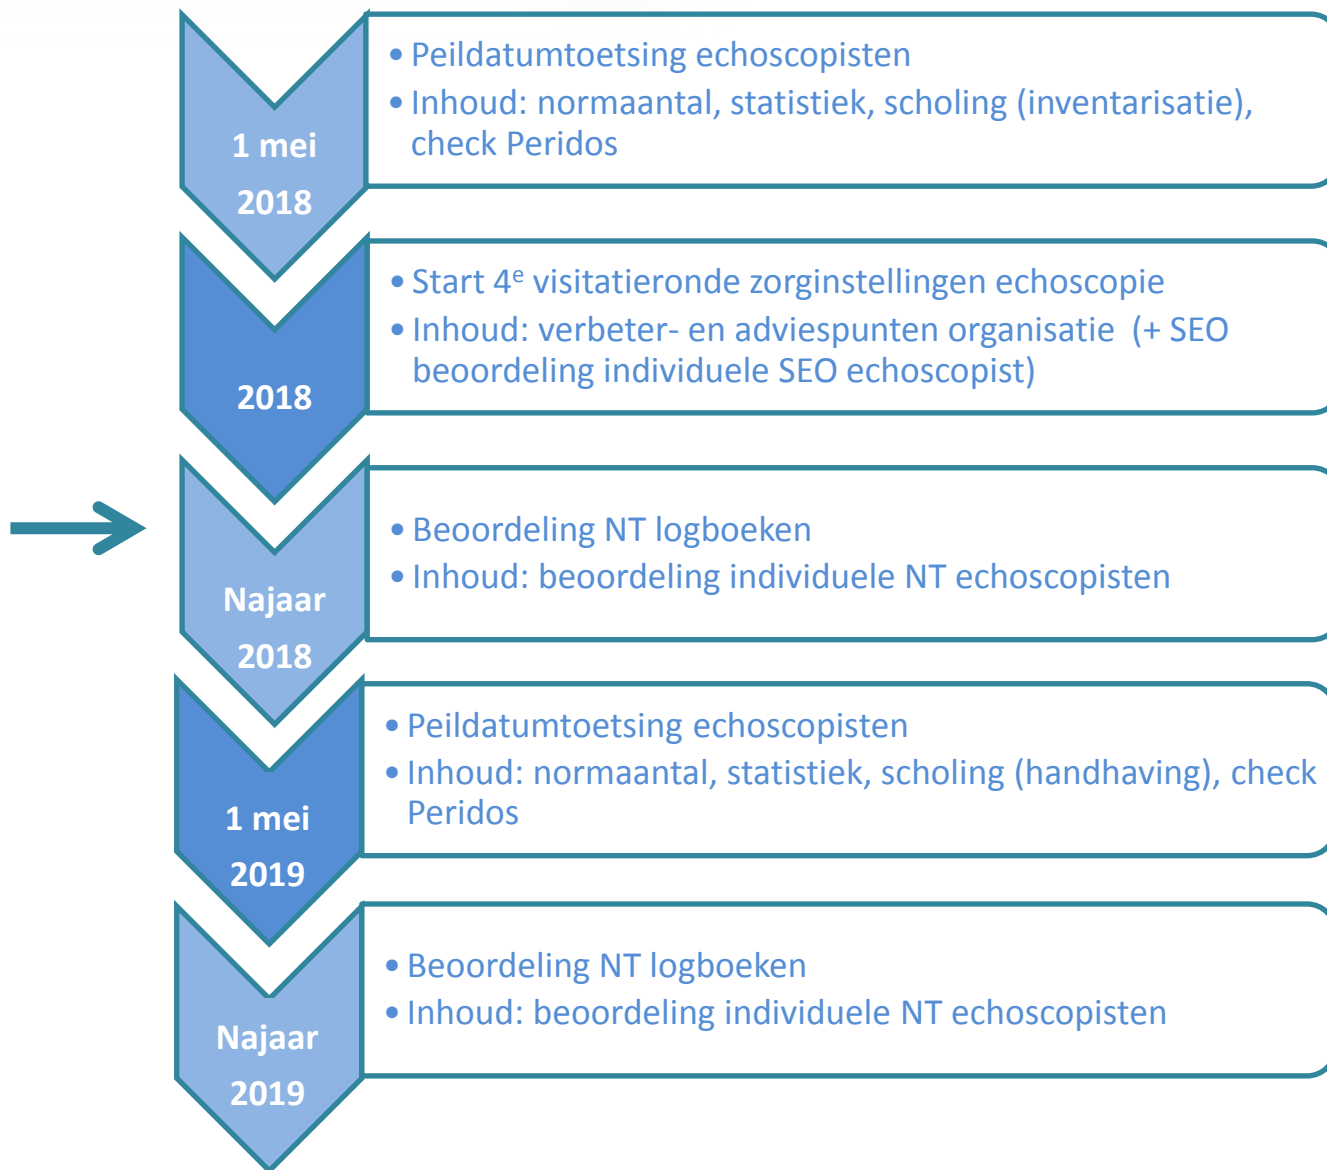 1 mei
2018
• Peildatumtoetsing echoscopisten
• Inhoud: normaantal, statistiek, scholing (inventarisatie),
check Peridos
2018
• Start 4e visitatieronde zorginstellingen echoscopie
• Inhoud: verbeter- en adviespunten organisatie (+ SEO
beoordeling individuele SEO echoscopist)
Najaar
2018
• Beoordeling NT logboeken
• Inhoud: beoordeling individuele NT echoscopisten
1 mei
2019
• Peildatumtoetsing echoscopisten
• Inhoud: normaantal, statistiek, scholing (handhaving), check
Peridos
Najaar
2019
• Beoordeling NT logboeken
• Inhoud: beoordeling individuele NT echoscopisten